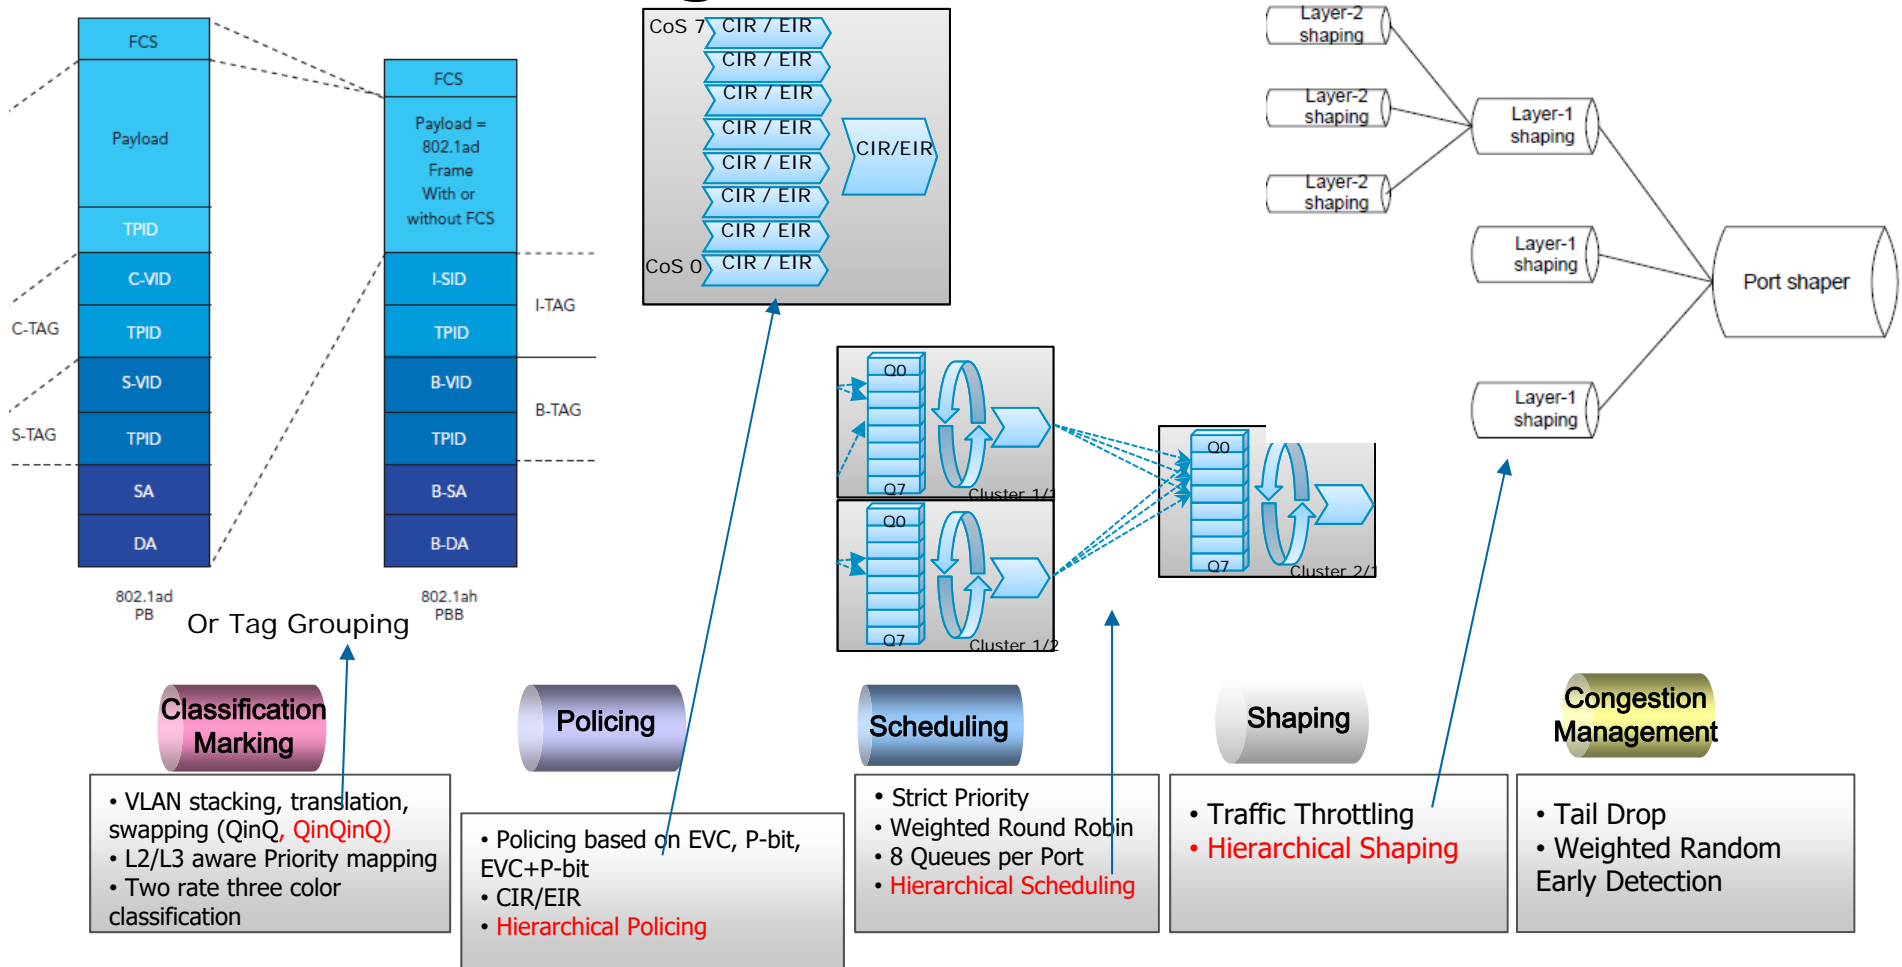 FCS
Payload
TPID
C-VID
TPID
S-VID
TPID
SA
DA
C-TAG
S-TAG
802.1ad
PB
FCS
Payload =
802.1ad
Frame
With or
without FCS
I-SID
TPID
B-VID
TPID
B-SA
B-DA
I-TAG
B-TAG
802.1ah
PBB
Or Tag Grouping
CoS 7
CIR / EIR
CIR / EIR
CIR / EIR
CIR / EIR
CIR / EIR
CIR / EIR
CIR / EIR
CoS 0
CIR / EIR
CIR/EIR
Q0
Q7
Cluster 1/1
Q0
Q7
Cluster 1/2
Q0
Q7
Cluster 2/1
Layer-2
shaping
Layer-2
shaping
Layer-2
shaping
Layer-1
shaping
Layer-1
shaping
Layer-1
shaping
Port shaper
Classification
Marking
• VLAN stacking, translation,
swapping (QinQ, QinQinQ)
• L2/L3 aware Priority mapping
• Two rate three color
classification
Policing
• Policing based on EVC, P-bit,
EVC+P-bit
• CIR/EIR
• Hierarchical Policing
Scheduling
• Strict Priority
• Weighted Round Robin
• 8 Queues per Port
• Hierarchical Scheduling
Shaping
• Traffic Throttling
• Hierarchical Shaping
Congestion
Management
• Tail Drop
• Weighted Random
Early Detection